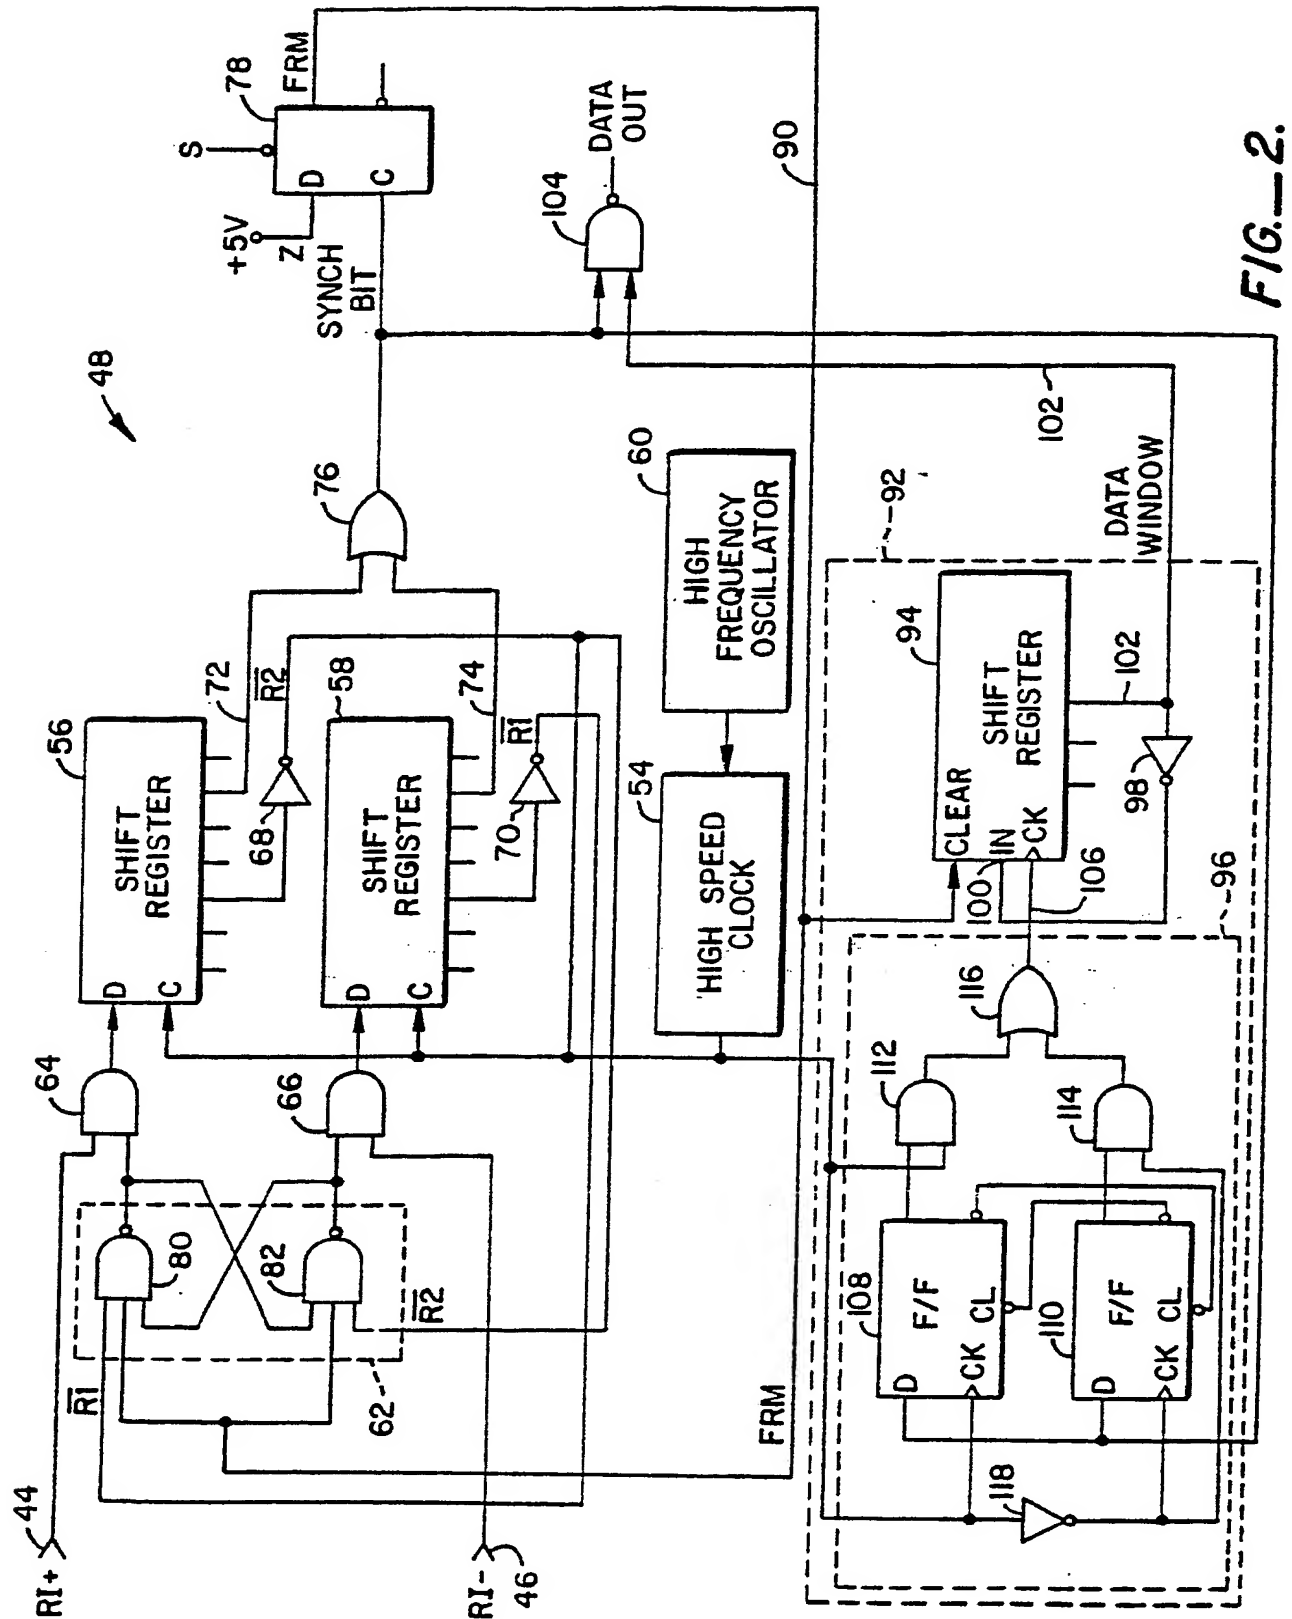 RI+
44
RI-
46
R1
62
R2
80
82
64
66
D
C
SHIFT
REGISTER
56
D
C
SHIFT
REGISTER
58
68
R2
72
70
R1
74
76
48
SYNCH
BIT
+5V
Z
S
D
C
78
FRM
104
DATA
OUT
90
60
HIGH
FREQUENCY
OSCILLATOR
54
HIGH SPEED
CLOCK
FRM
92
94
SHIFT
REGISTER
CLEAR
IN
CK
100
106
98
102
DATA
WINDOW
102
96
116
112
114
108
F/F
D
CK
CL
110
F/F
D
CK
CL
118
FIG.—2.